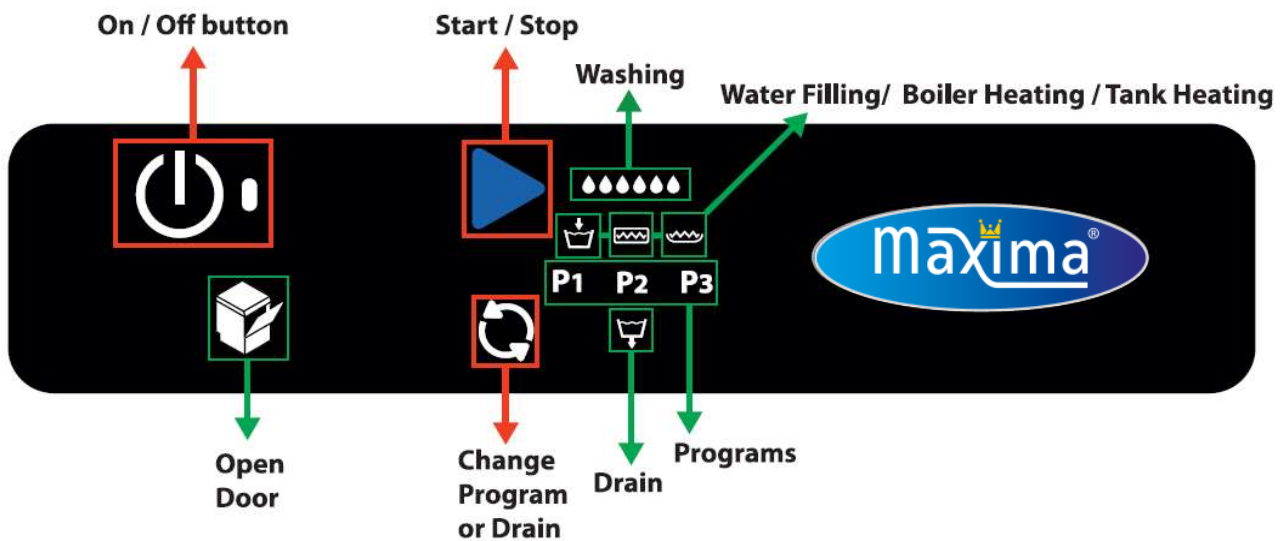 On / Off button
Start / Stop
Washing
Water Filling/ Boiler Heating / Tank Heating
maxima®
P1 P2 P3
Open
Door
Change
Program
or Drain
Drain
Programs